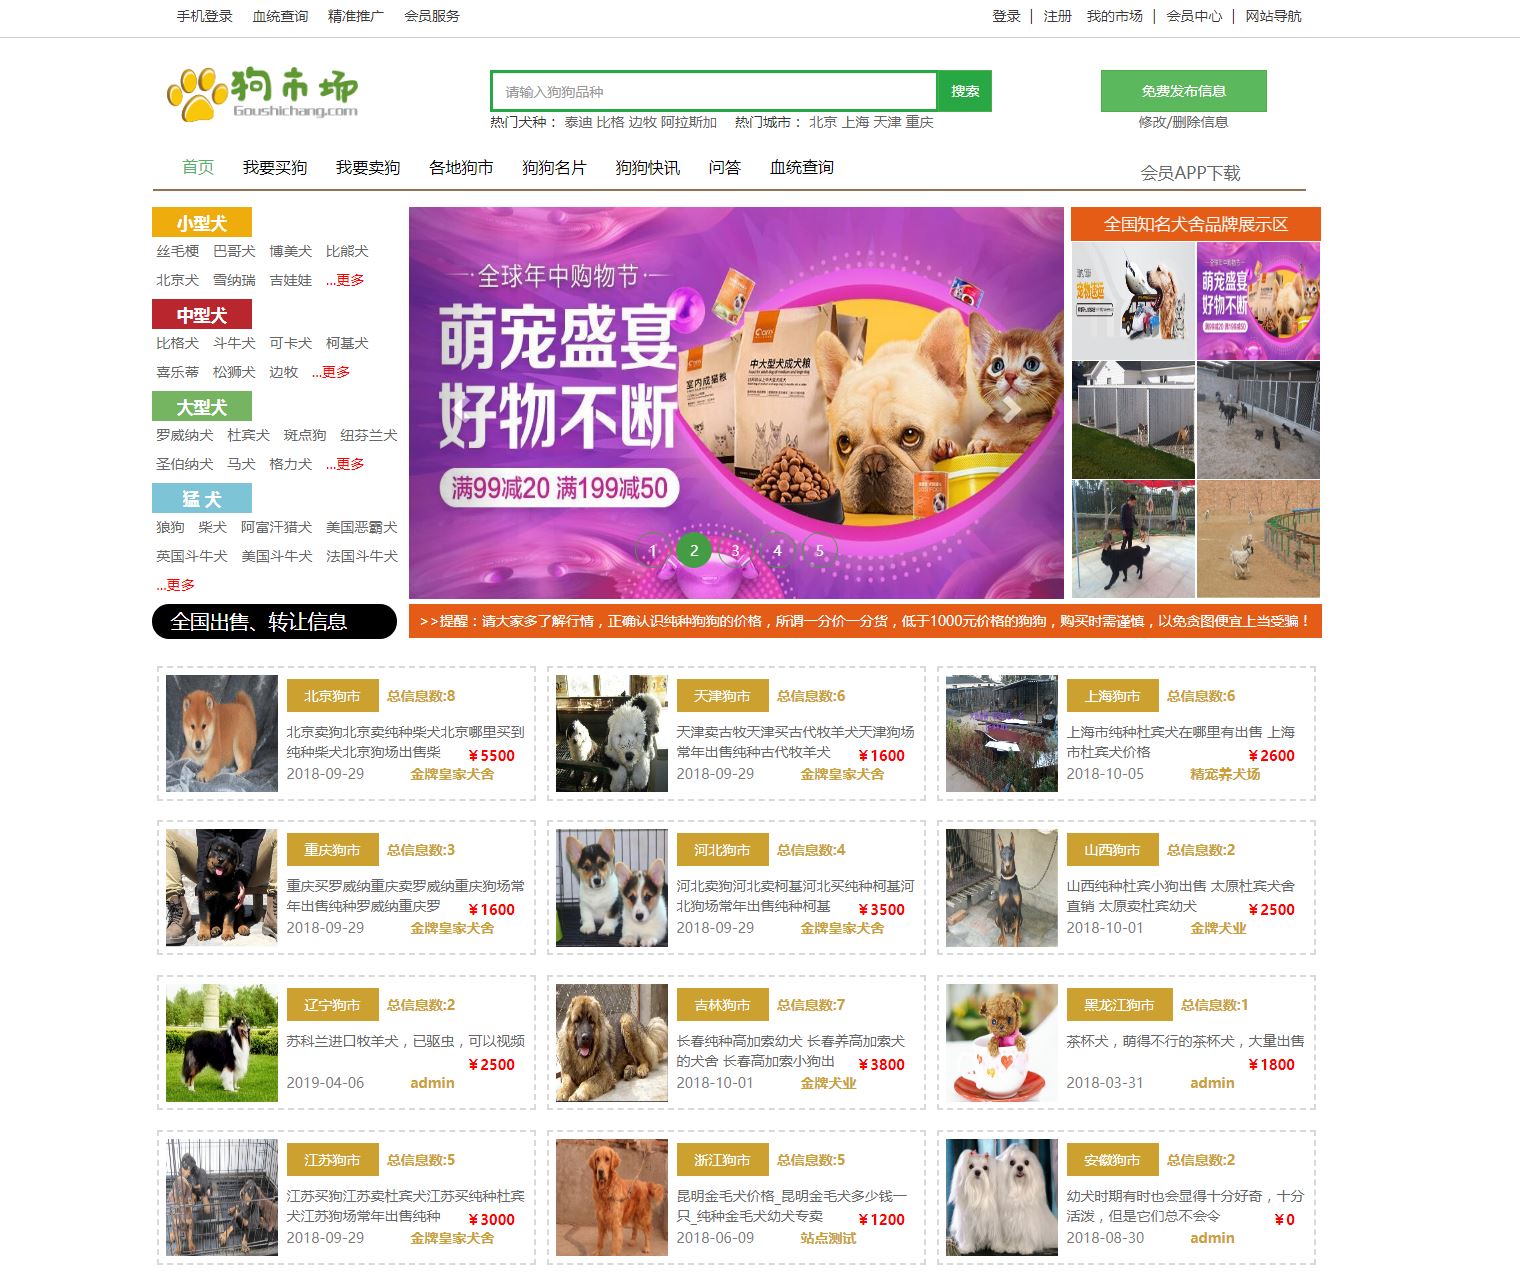 手机登录 血统查询 精准推广 会员服务
登录 | 注册 我的市场 | 会员中心 | 网站导航
狗市场
Goushichang.com
请输入狗狗品种 搜索
免费发布信息
热门犬种： 泰迪 比格 边牧 阿拉斯加 热门城市： 北京 上海 天津 重庆
修改/删除信息
首页 我要买狗 我要卖狗 各地狗市 狗狗名片 狗狗快讯 问答 血统查询
会员APP下载
小型犬
丝毛梗 巴哥犬 博美犬 比熊犬
北京犬 雪纳瑞 吉娃娃 ...更多
中型犬
比格犬 斗牛犬 可卡犬 柯基犬
喜乐蒂 松狮犬 边牧 ...更多
大型犬
罗威纳犬 杜宾犬 斑点狗 纽芬兰犬
圣伯纳犬 马犬 格力犬 ...更多
猛 犬
狼狗 柴犬 阿富汗猎犬 美国恶霸犬
英国斗牛犬 美国斗牛犬 法国斗牛犬
...更多
全球年中购物节
萌宠盛宴
好物不断
满99减20 满199减50
室内成猫粮
中大型犬成犬粮
1 2 3 4 5
全国知名犬舍品牌展示区
宠物速运
萌宠盛宴
好物不断
满99减20 满199减50
全国出售、转让信息
>>提醒：请大家多了解行情，正确认识纯种狗狗的价格，所谓一分价一分货，低于1000元价格的狗狗，购买时需谨慎，以免贪图便宜上当受骗！
北京狗市 总信息数:8
北京卖狗北京卖纯种柴犬北京哪里买到
纯种柴犬北京狗场出售柴 ￥5500
2018-09-29 金牌皇家犬舍
天津狗市 总信息数:6
天津卖古牧天津买古代牧羊犬天津狗场
常年出售纯种古代牧羊犬 ￥1600
2018-09-29 金牌皇家犬舍
上海狗市 总信息数:6
上海市纯种杜宾犬在哪里有出售 上海
市杜宾犬价格 ￥2600
2018-10-05 精宠养犬场
重庆狗市 总信息数:3
重庆买罗威纳重庆卖罗威纳重庆狗场常
年出售纯种罗威纳重庆罗 ￥1600
2018-09-29 金牌皇家犬舍
河北狗市 总信息数:4
河北卖狗河北卖柯基河北买纯种柯基河
北狗场常年出售纯种柯基 ￥3500
2018-09-29 金牌皇家犬舍
山西狗市 总信息数:2
山西纯种杜宾小狗出售 太原杜宾犬舍
直销 太原卖杜宾幼犬 ￥2500
2018-10-01 金牌犬业
辽宁狗市 总信息数:2
苏科兰进口牧羊犬，已驱虫，可以视频
￥2500
2019-04-06 admin
吉林狗市 总信息数:7
长春纯种高加索幼犬 长春养高加索犬
的犬舍 长春高加索小狗出 ￥3800
2018-10-01 金牌犬业
黑龙江狗市 总信息数:1
茶杯犬，萌得不行的茶杯犬，大量出售
￥1800
2018-03-31 admin
江苏狗市 总信息数:5
江苏买狗江苏卖杜宾犬江苏买纯种杜宾
犬江苏狗场常年出售纯种 ￥3000
2018-09-29 金牌皇家犬舍
浙江狗市 总信息数:5
昆明金毛犬价格_昆明金毛犬多少钱一
只_纯种金毛犬幼犬专卖 ￥1200
2018-06-09 站点测试
安徽狗市 总信息数:2
幼犬时期有时也会显得十分好奇，十分
活泼，但是它们总不会令 ￥0
2018-08-30 admin